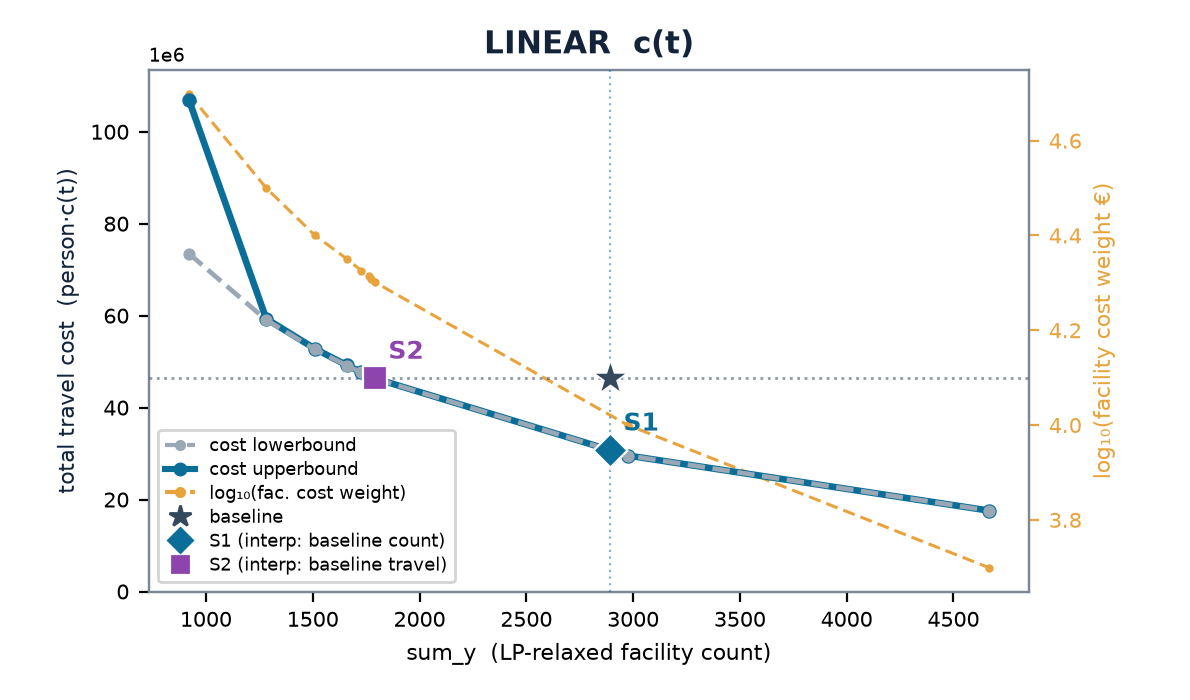 LINEAR c(t)
1e6
100
80
60
40
20
0
total travel cost (person·c(t))
4.6
4.4
4.2
4.0
3.8
log₁₀(facility cost weight €)
S2
S1
cost lowerbound
cost upperbound
log₁₀(fac. cost weight)
baseline
S1 (interp: baseline count)
S2 (interp: baseline travel)
1000 1500 2000 2500 3000 3500 4000 4500
sum_y (LP-relaxed facility count)